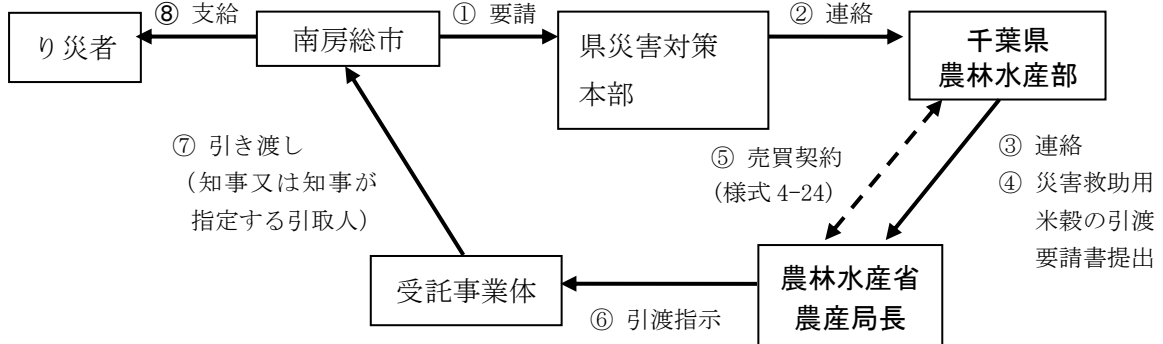 ⑧ 支給
① 要請
② 連絡
り災者
南房総市
県災害対策
本部
千葉県
農林水産部
⑦ 引き渡し
（知事又は知事が
指定する引取人）
⑤ 売買契約
(様式 4-24)
③ 連絡
④ 災害救助用
米穀の引渡
要請書提出
受託事業体
⑥ 引渡指示
農林水産省
農産局長